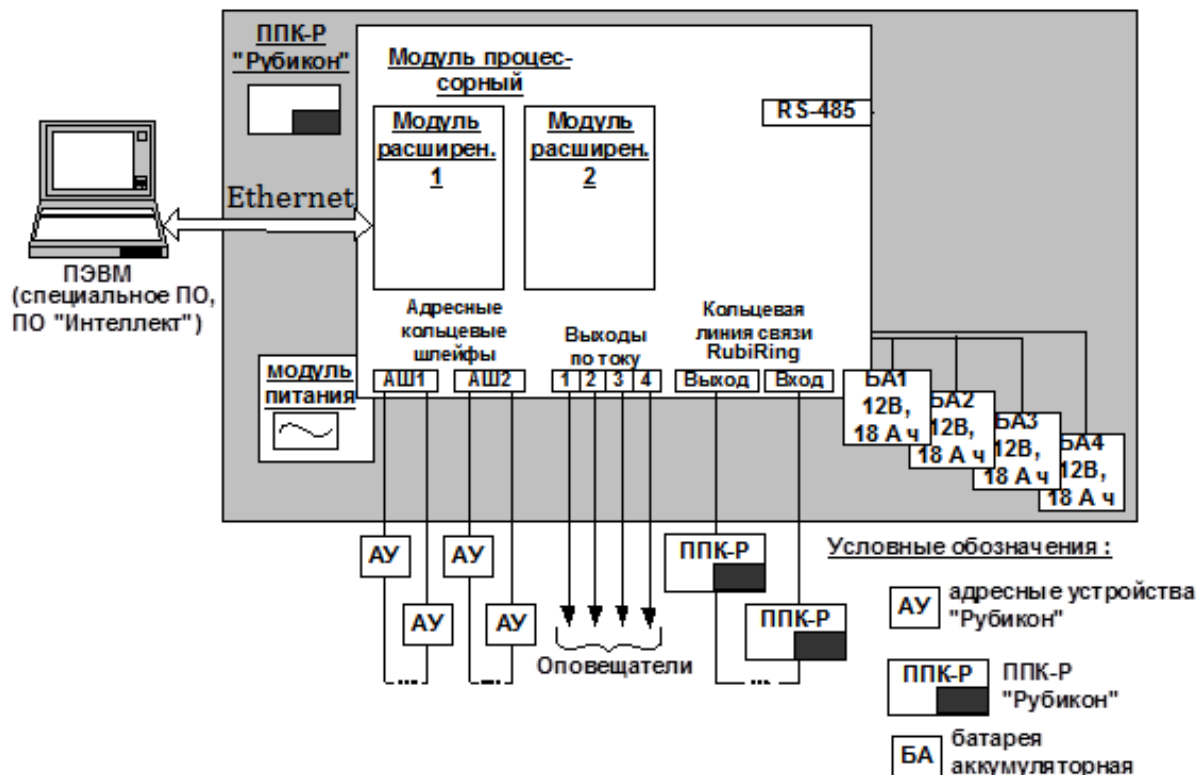 ППК-Р
"Рубикон"
Модуль процес-
сорный
RS-485
Модуль
расширен.
1
Модуль
расширен.
2
Ethernet
ПЭВМ
(специальное ПО,
ПО "Интеллект")
Адресные
кольцевые
шлейфы
Выходы
по току
Кольцевая
линия связи
RubiRing
модуль
питания
АШ1
АШ2
1 2 3 4
Выход
Вход
БА1
12В,
18 А ч
БА2
12В,
18 А ч
БА3
12В,
18 А ч
БА4
12В,
18 А ч
АУ
АУ
АУ
АУ
ППК-Р
ППК-Р
Оповещатели
Условные обозначения :
АУ
адресные устройства
"Рубикон"
ППК-Р
ППК-Р
"Рубикон"
БА
батарея
аккумуляторная